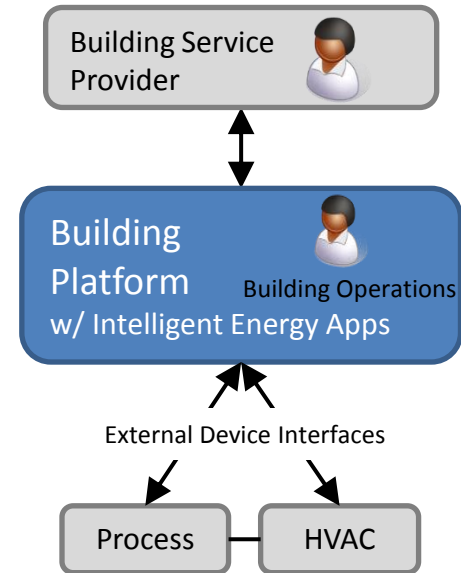 Building Service
Provider
Building
Platform
Building Operations
w/ Intelligent Energy Apps
External Device Interfaces
Process
HVAC